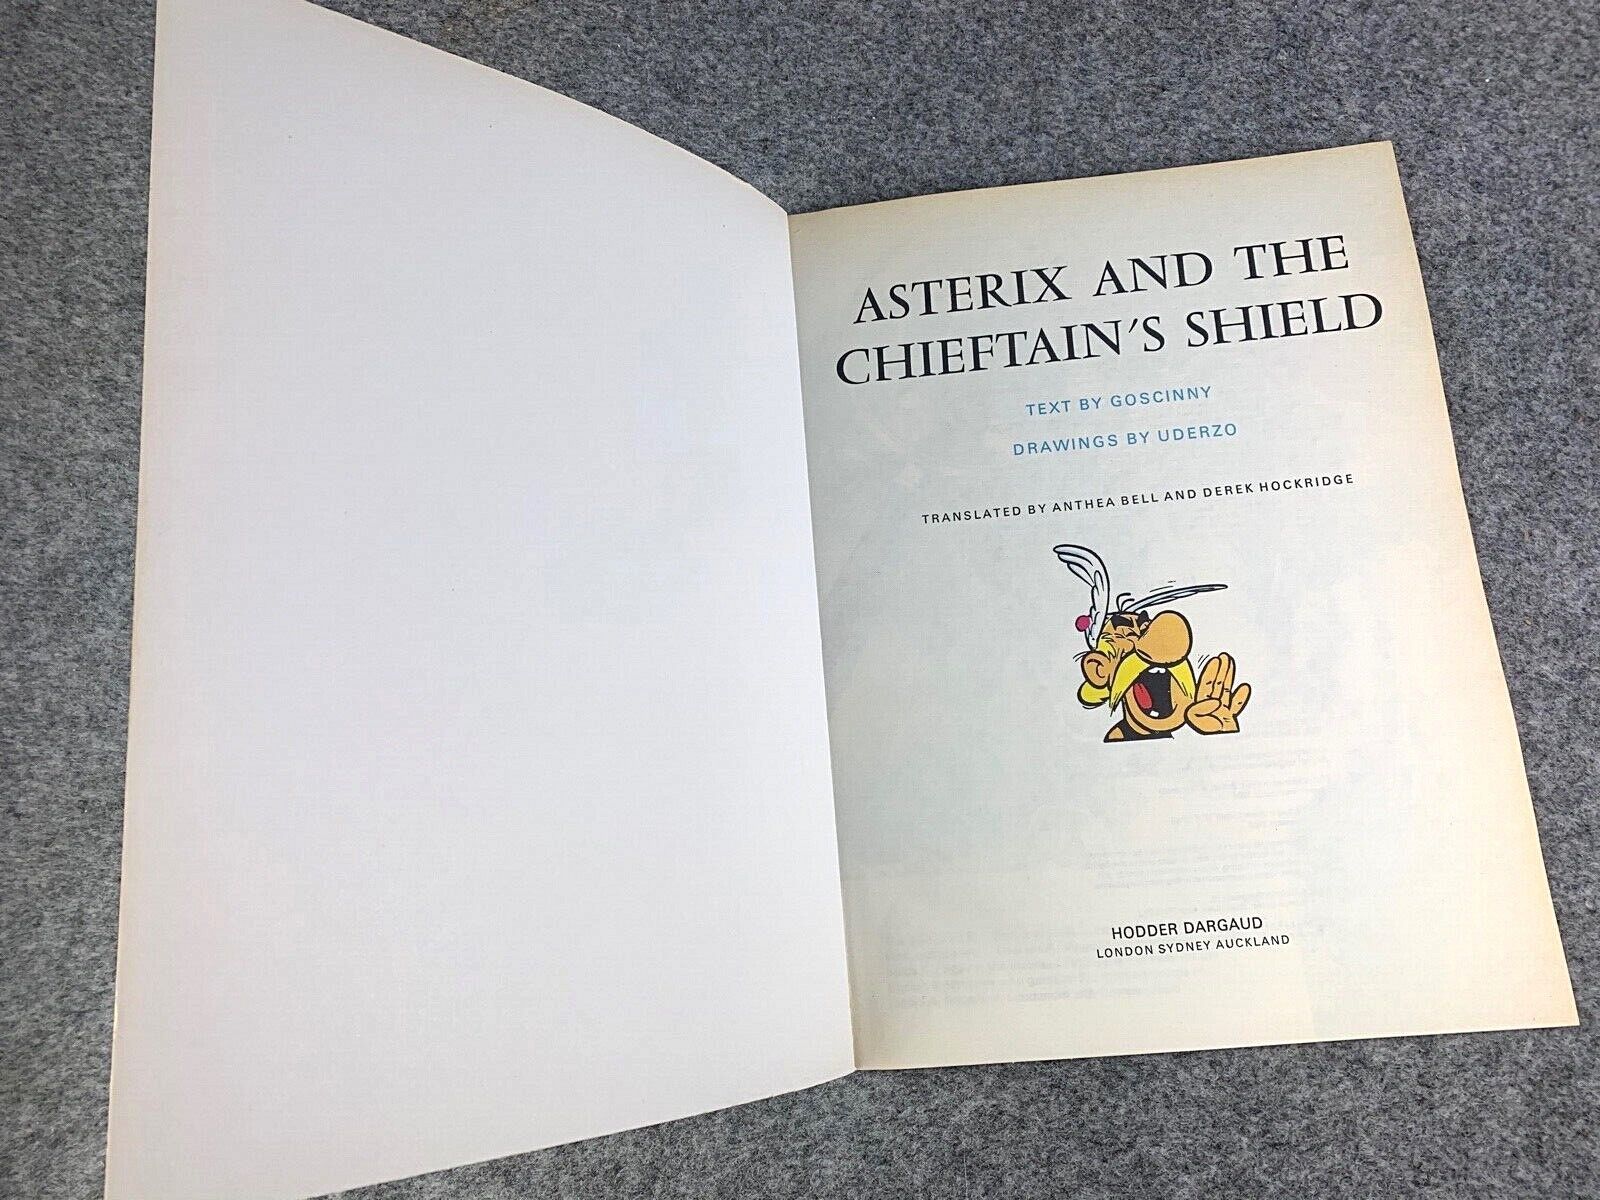 ASTERIX AND THE
CHIEFTAIN'S SHIELD
TEXT BY GOSCINNY
DRAWINGS BY UDERZO
TRANSLATED BY ANTHEA BELL AND DEREK HOCKRIDGE
HODDER DARGAUD
LONDON SYDNEY AUCKLAND